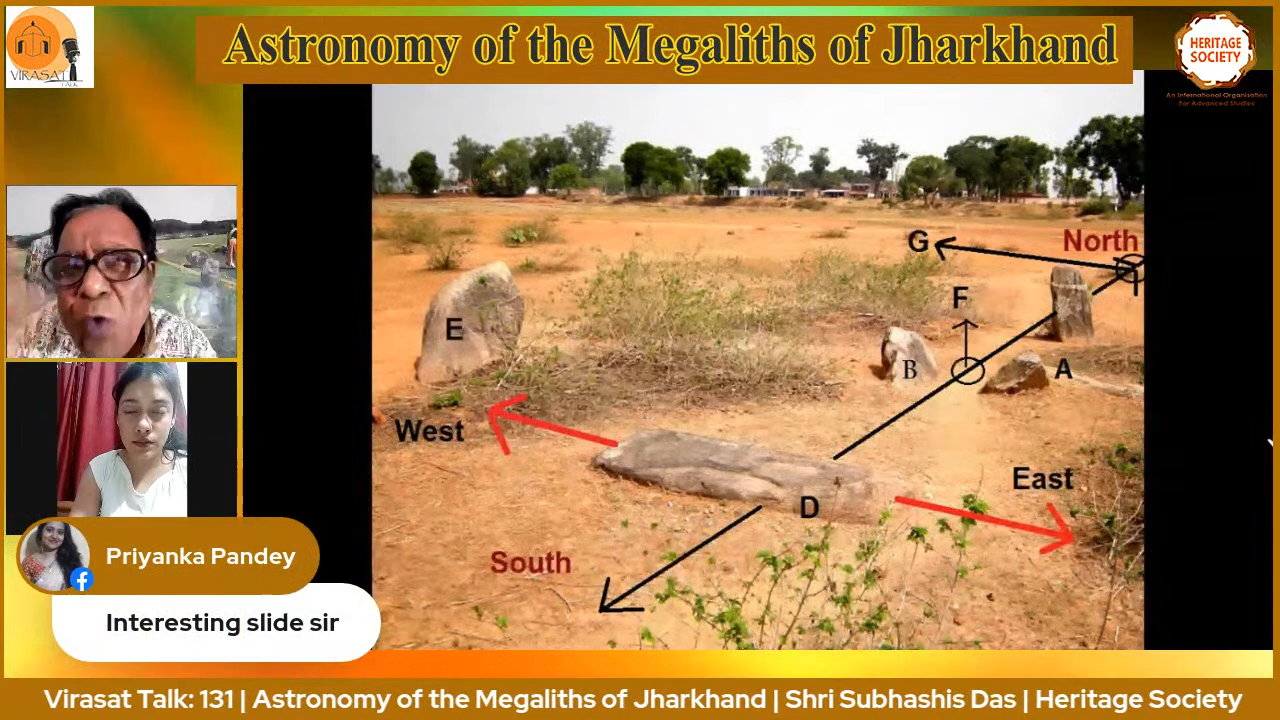 Astronomy of the Megaliths of Jharkhand
VIRASAT
TALK
HERITAGE
SOCIETY
An International Organisation
For Advanced Studies
G
North
F
E
B
A
West
East
D
South
Priyanka Pandey
Interesting slide sir
Virasat Talk: 131 | Astronomy of the Megaliths of Jharkhand | Shri Subhashis Das | Heritage Society